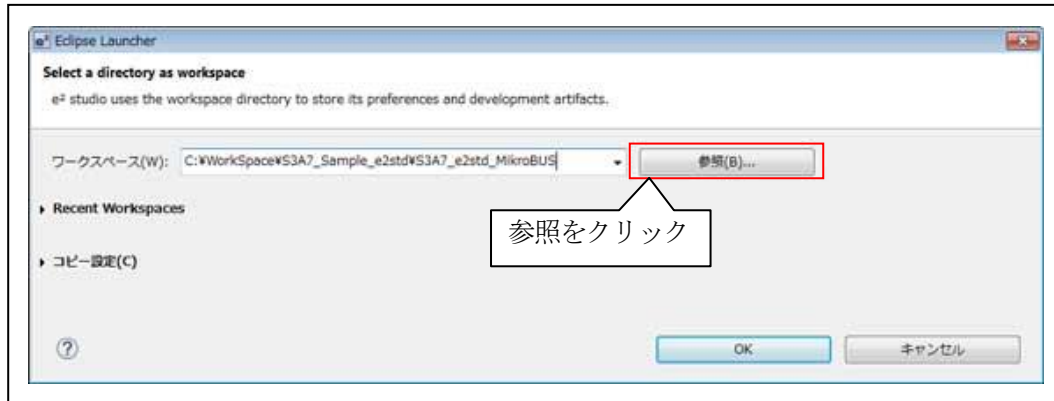 e² Eclipse Launcher
Select a directory as workspace
e² studio uses the workspace directory to store its preferences and development artifacts.
ワークスペース(W): C:¥WorkSpace¥S3A7_Sample_e2std¥S3A7_e2std_MikroBUS 参照(B)...
Recent Workspaces
参照をクリック
コピー設定(C)
? OK キャンセル